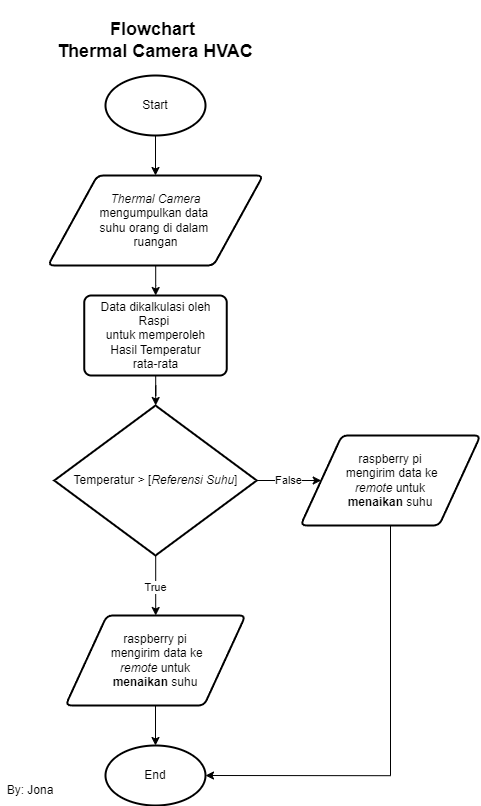 Flowchart
Thermal Camera HVAC
Start
Thermal Camera
mengumpulkan data
suhu orang di dalam
ruangan
Data dikalkulasi oleh
Raspi
untuk memperoleh
Hasil Temperatur
rata-rata
Temperatur > [Referensi Suhu]
False
raspberry pi
mengirim data ke
remote untuk
menaikan suhu
True
raspberry pi
mengirim data ke
remote untuk
menaikan suhu
End
By: Jona